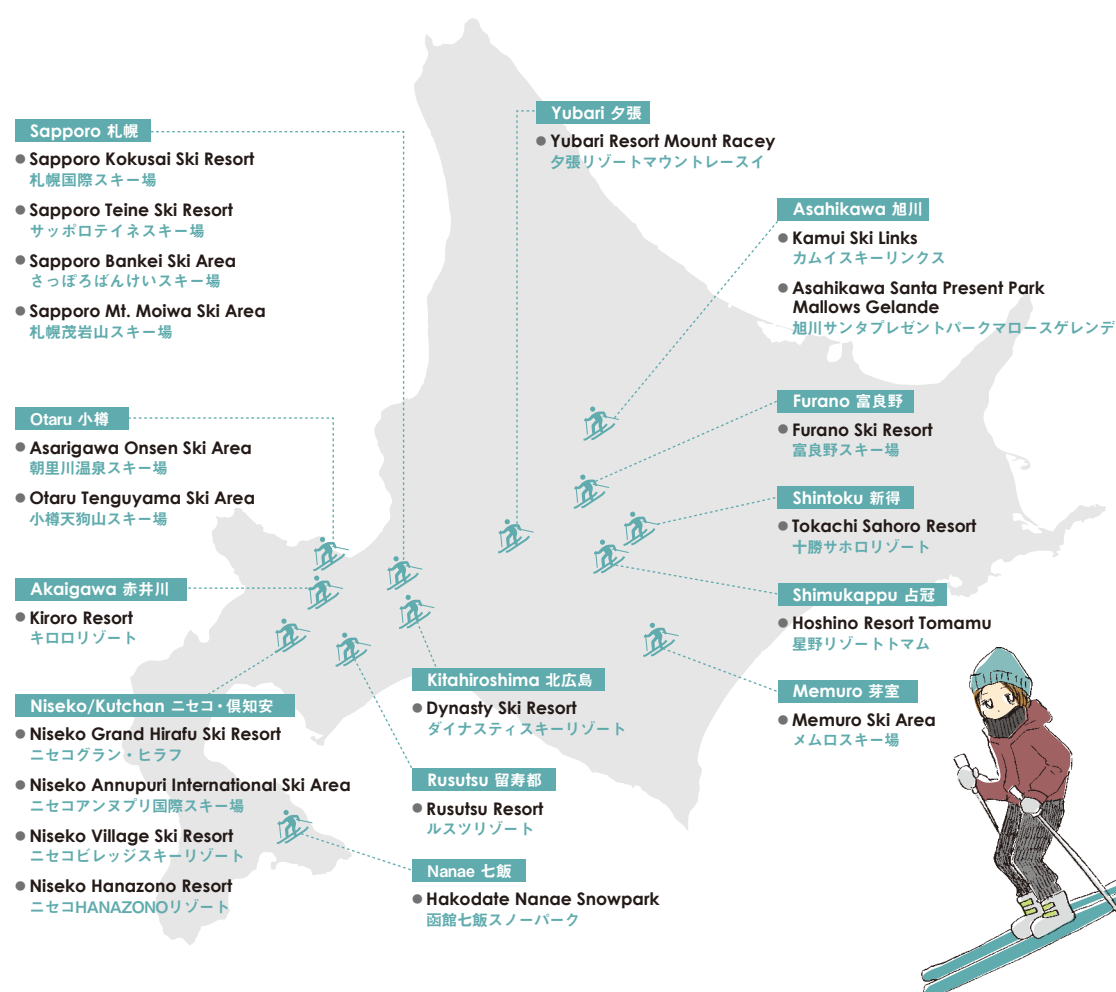 Sapporo 札幌
Sapporo Kokusai Ski Resort
札幌国際スキー場
Sapporo Teine Ski Resort
サッポロテイネスキー場
Sapporo Bankei Ski Area
さっぽろばんけいスキー場
Sapporo Mt. Moiwa Ski Area
札幌茂岩山スキー場
Otaru 小樽
Asarigawa Onsen Ski Area
朝里川温泉スキー場
Otaru Tenguyama Ski Area
小樽天狗山スキー場
Akaigawa 赤井川
Kiroro Resort
キロロリゾート
Niseko/Kutchan ニセコ・倶知安
Niseko Grand Hirafu Ski Resort
ニセコグラン・ヒラフ
Niseko Annupuri International Ski Area
ニセコアンヌプリ国際スキー場
Niseko Village Ski Resort
ニセコビレッジスキーリゾート
Niseko Hanazono Resort
ニセコHANAZONOリゾート
Yubari 夕張
Yubari Resort Mount Racey
夕張リゾートマウントレースイ
Kitahiroshima 北広島
Dynasty Ski Resort
ダイナスティスキーリゾート
Rusutsu 留寿都
Rusutsu Resort
ルスツリゾート
Nanae 七飯
Hakodate Nanae Snowpark
函館七飯スノーパーク
Asahikawa 旭川
Kamui Ski Links
カムイスキーリンクス
Asahikawa Santa Present Park
Mallows Gelande
旭川サンタプレゼントパークマロースゲレンデ
Furano 富良野
Furano Ski Resort
富良野スキー場
Shintoku 新得
Tokachi Sahoro Resort
十勝サホロリゾート
Shimukappu 占冠
Hoshino Resort Tomamu
星野リゾートトマム
Memuro 芽室
Memuro Ski Area
メムロスキー場